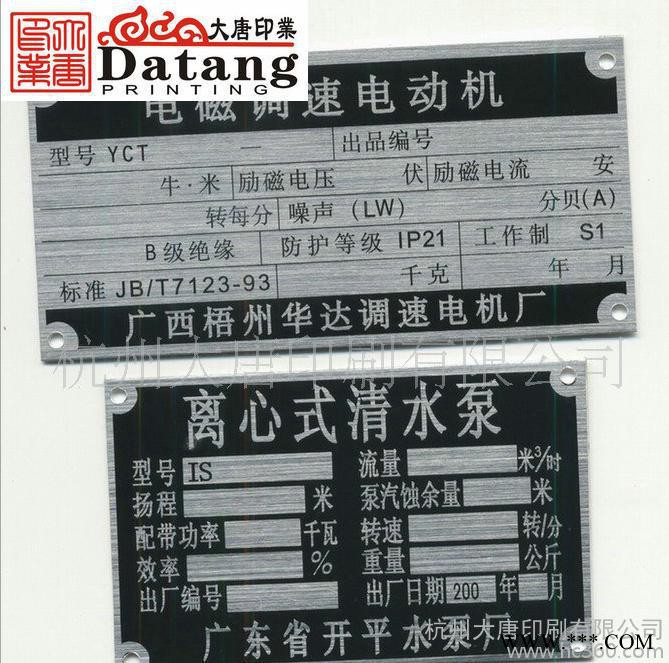 大唐印業
Datang
PRINTING
电磁调速电动机
型号 YCT — 出品编号
牛·米 励磁电压 伏 励磁电流 安
转每分 噪声 (LW) 分贝(A)
B级绝缘 防护等级 IP21 工作制 S1
标准 JB/T7123-93 千克 年 月
广西梧州华达调速电机厂
杭州大唐印刷有限公司
离心式清水泵
型号 IS 流量 米³/时
扬程 米 泵汽蚀余量 米
配带功率 千瓦 转速 转/分
效率 % 重量 公斤
出厂编号 出厂日期 200 年 月
广东省开平水泵厂
杭州大唐印刷有限公司
www.***.COM
www.hc360.com